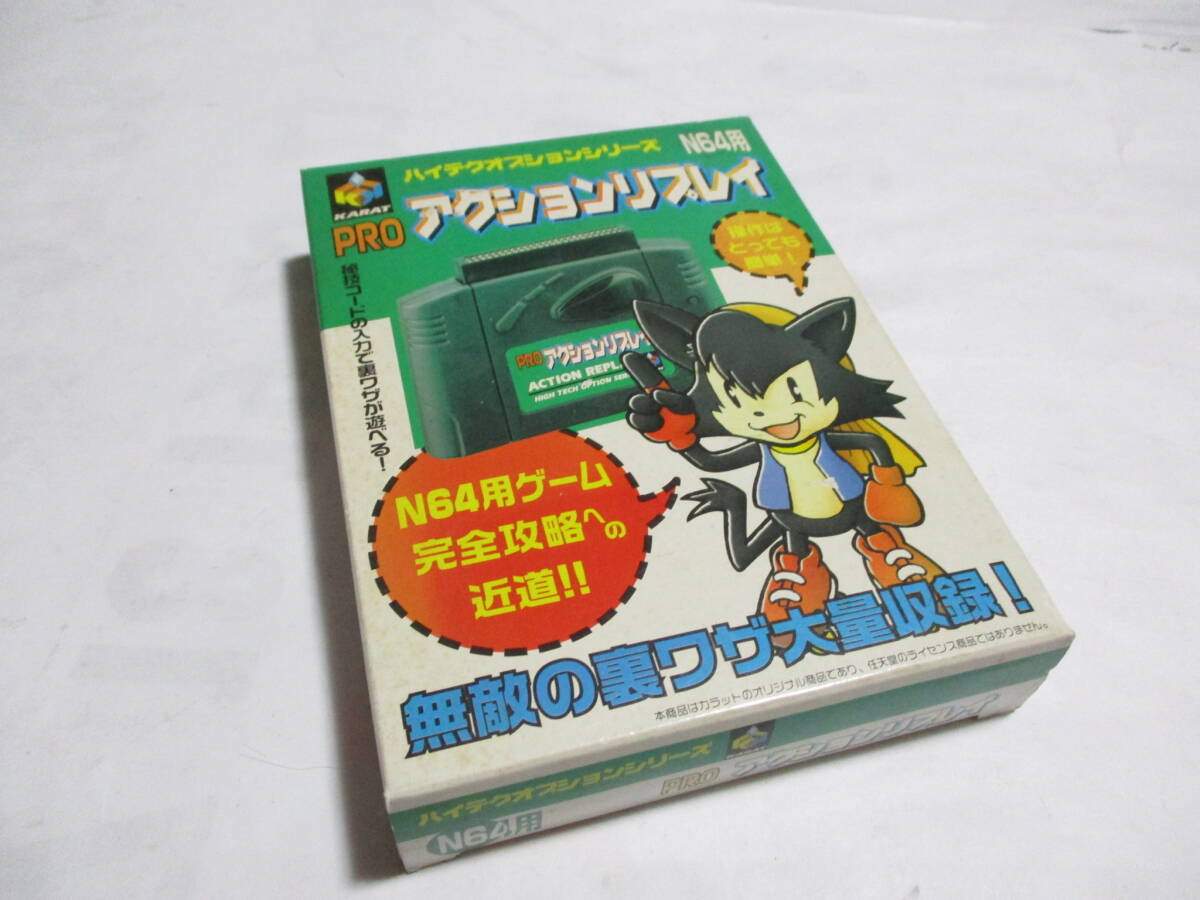 ハイテクオプションシリーズ
N64用
KARAT
PRO
アクションリプレイ
操作は
とっても
簡単!
秘技コードの入力で裏ワザが遊べる!
PRO アクションリプレイ
ACTION REPL
HIGH TECH OPTION SER
N64用ゲーム
完全攻略への
近道!!
無敵の裏ワザ大量収録!
本商品はカラットのオリジナル商品であり、任天堂のライセンス商品ではありません。
ハイテクオプションシリーズ
KARAT
PRO
アクションリプレイ
N64用